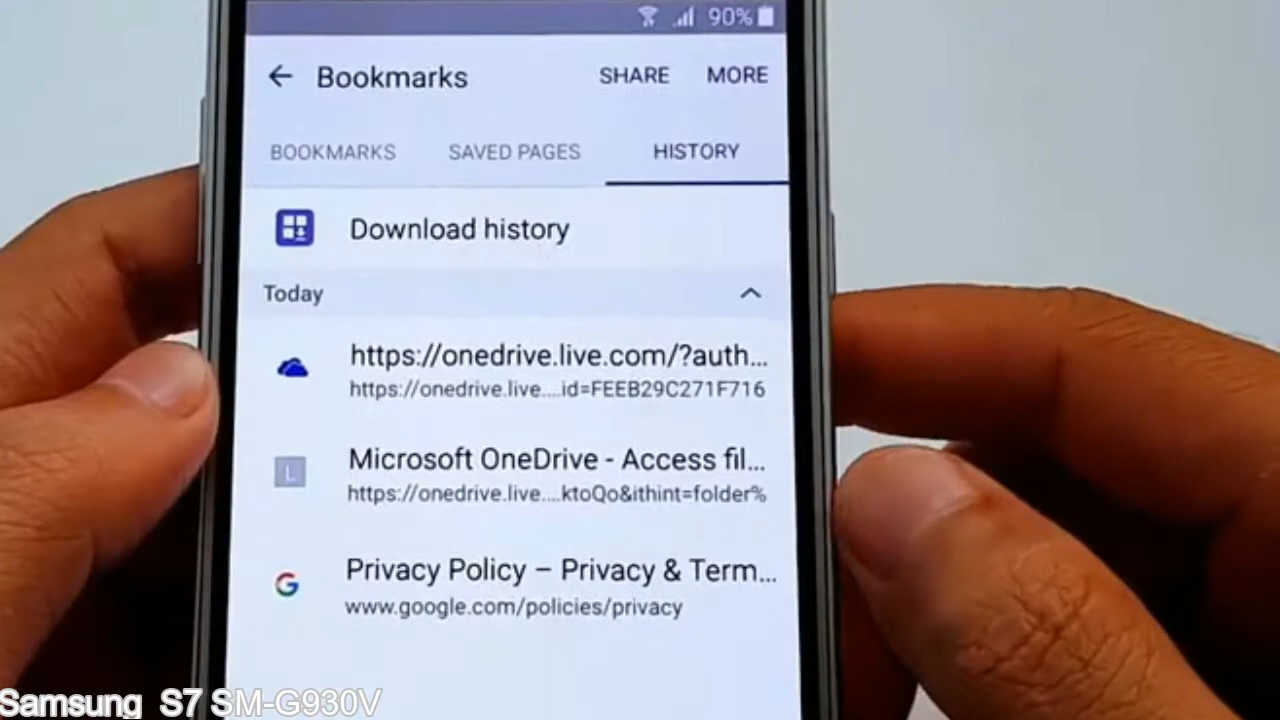 90%
Bookmarks SHARE MORE
BOOKMARKS SAVED PAGES HISTORY
Download history
Today
https://onedrive.live.com/?auth...
https://onedrive.live....id=FEEB29C271F716
L
Microsoft OneDrive - Access fil...
https://onedrive.live....ktoQo&ithint=folder%
G
Privacy Policy – Privacy & Term...
www.google.com/policies/privacy
Samsung S7 SM-G930V